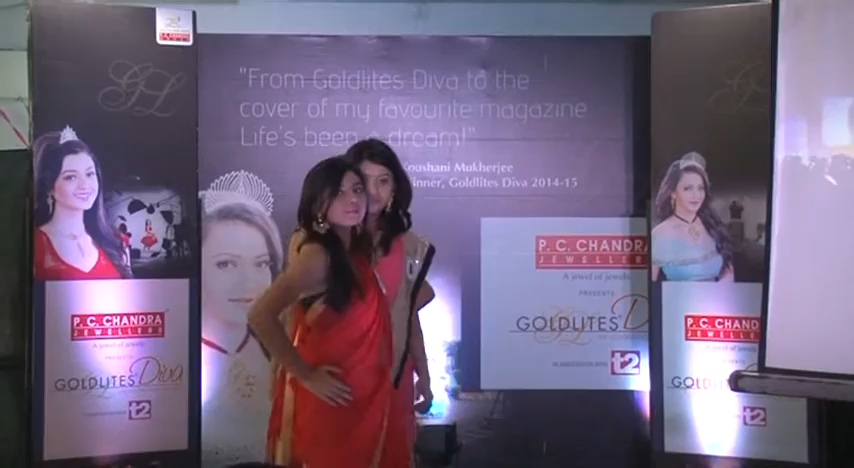 GL
"From Goldlites Diva to the
cover of my favourite magazine
Life's been a dream!"
Koushani Mukherjee
Winner, Goldlites Diva 2014-15
P. C. CHANDRA
JEWELLERS
A jewel of jewels
PRESENTS
GOLDLITES
t2
P. C. CHANDRA
JEWELLERS
A jewel of jewels
PRESENTS
GOLDLITES Diva
t2
P. C. CHANDRA
JEWELLERS
GOLDLITES
t2